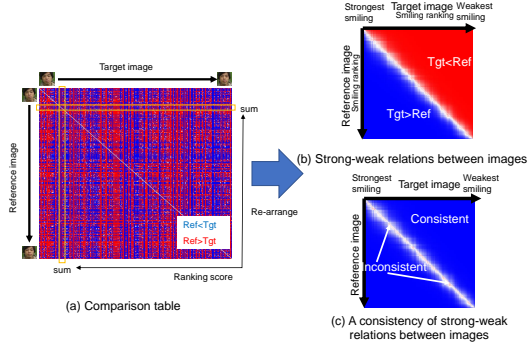 Target image
Reference image
sum
Ref<Tgt
Ref>Tgt
sum
Ranking score
Re-arrange
(a) Comparison table
Strongest
smiling
Target image
Smiling ranking
Weakest
smiling
Reference image
Smiling ranking
Tgt<Ref
Tgt>Ref
(b) Strong-weak relations between images
Strongest
smiling
Target image
Weakest
smiling
Reference image
Consistent
Inconsistent
(c) A consistency of strong-weak
relations between images